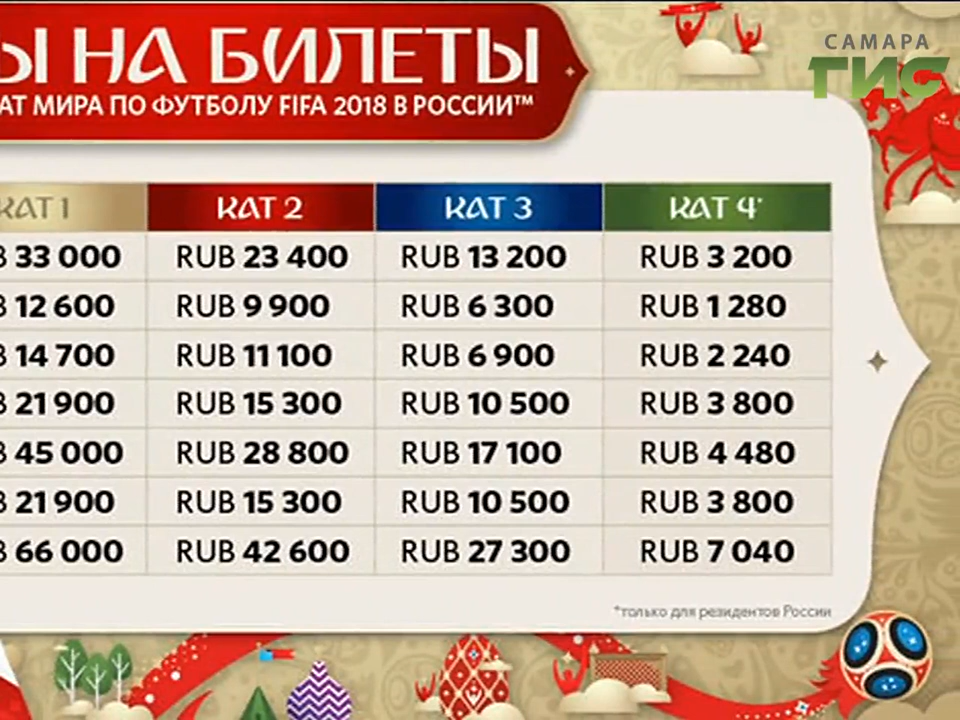 САМАРА
ГИС
Ы НА БИЛЕТЫ
АТ МИРА ПО ФУТБОЛУ FIFA 2018 В РОССИИ™
КАТ 1 КАТ 2 КАТ 3 КАТ 4*
B 33 000 RUB 23 400 RUB 13 200 RUB 3 200
B 12 600 RUB 9 900 RUB 6 300 RUB 1 280
B 14 700 RUB 11 100 RUB 6 900 RUB 2 240
B 21 900 RUB 15 300 RUB 10 500 RUB 3 800
B 45 000 RUB 28 800 RUB 17 100 RUB 4 480
B 21 900 RUB 15 300 RUB 10 500 RUB 3 800
B 66 000 RUB 42 600 RUB 27 300 RUB 7 040
*только для резидентов России